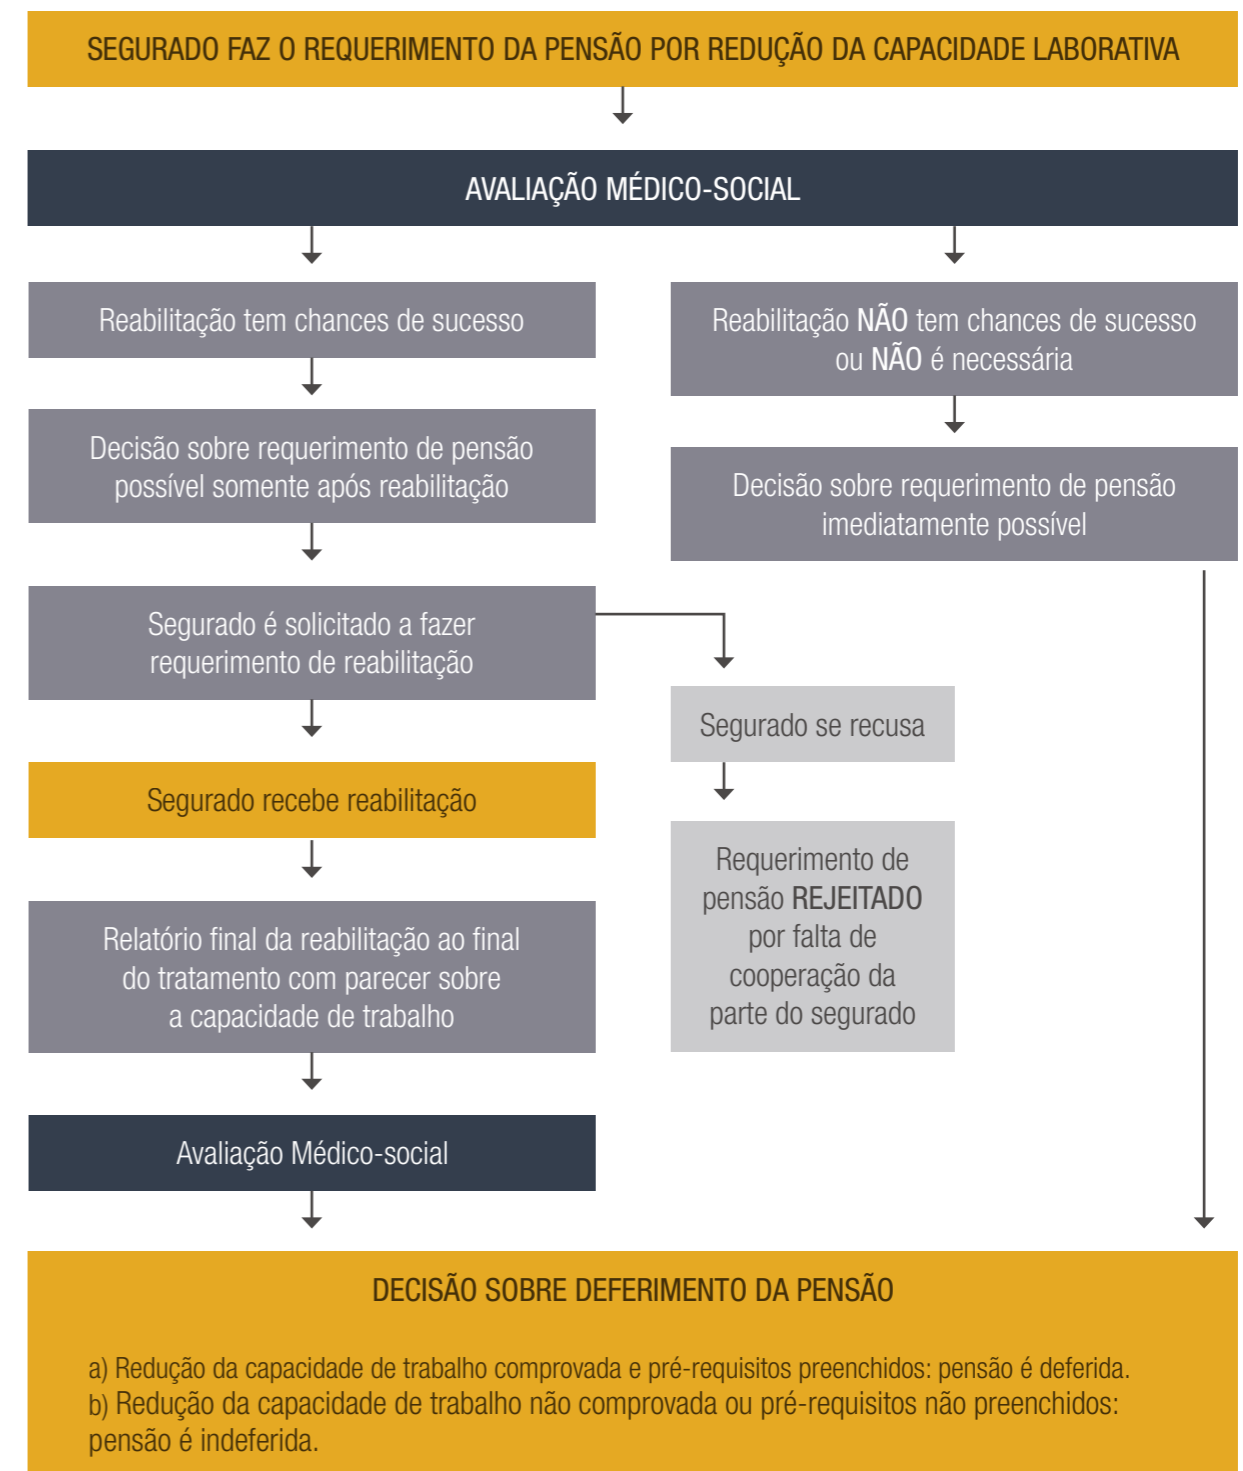 SEGURADO FAZ O REQUERIMENTO DA PENSÃO POR REDUÇÃO DA CAPACIDADE LABORATIVA
AVALIAÇÃO MÉDICO-SOCIAL
Reabilitação tem chances de sucesso
Decisão sobre requerimento de pensão
possível somente após reabilitação
Segurado é solicitado a fazer
requerimento de reabilitação
Segurado recebe reabilitação
Relatório final da reabilitação ao final
do tratamento com parecer sobre
a capacidade de trabalho
Avaliação Médico-social
Reabilitação NÃO tem chances de sucesso
ou NÃO é necessária
Decisão sobre requerimento de pensão
imediatamente possível
Segurado se recusa
Requerimento de
pensão REJEITADO
por falta de
cooperação da
parte do segurado
DECISÃO SOBRE DEFERIMENTO DA PENSÃO
a) Redução da capacidade de trabalho comprovada e pré-requisitos preenchidos: pensão é deferida.
b) Redução da capacidade de trabalho não comprovada ou pré-requisitos não preenchidos:
pensão é indeferida.